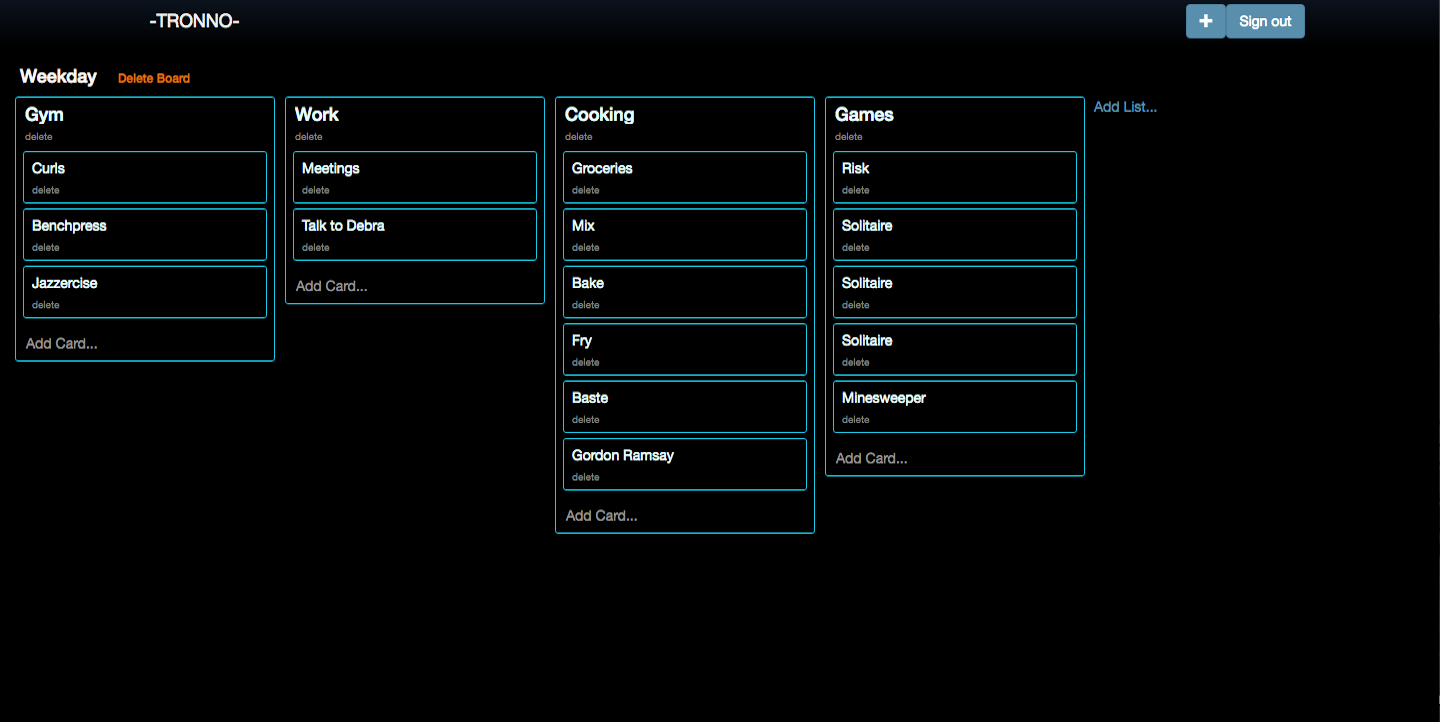 -TRONNO-
+ Sign out
Weekday Delete Board
Gym
delete
Curls
delete
Benchpress
delete
Jazzercise
delete
Add Card...
Work
delete
Meetings
delete
Talk to Debra
delete
Add Card...
Cooking
delete
Groceries
delete
Mix
delete
Bake
delete
Fry
delete
Baste
delete
Gordon Ramsay
delete
Add Card...
Games
delete
Risk
delete
Solitaire
delete
Solitaire
delete
Solitaire
delete
Minesweeper
delete
Add Card...
Add List...